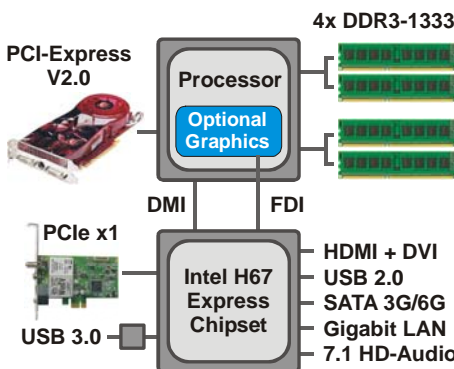 4x DDR3-1333
PCI-Express
V2.0
Processor
Optional
Graphics
DMI
FDI
PCIe x1
Intel H67
Express
Chipset
USB 3.0
HDMI + DVI
USB 2.0
SATA 3G/6G
Gigabit LAN
7.1 HD-Audio